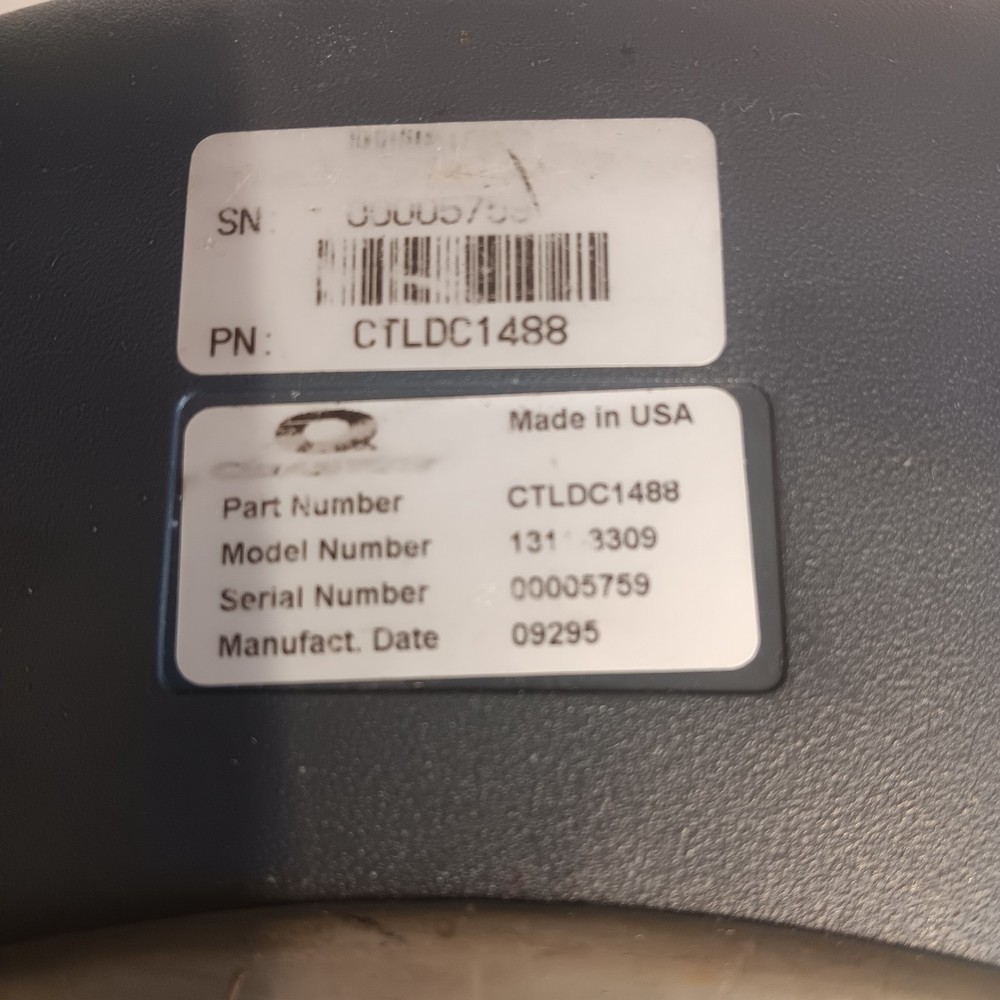 SN:
PN: CTLDC1488
Made in USA
Part Number CTLDC1488
Model Number
Serial Number 00005759
Manufact. Date 09295